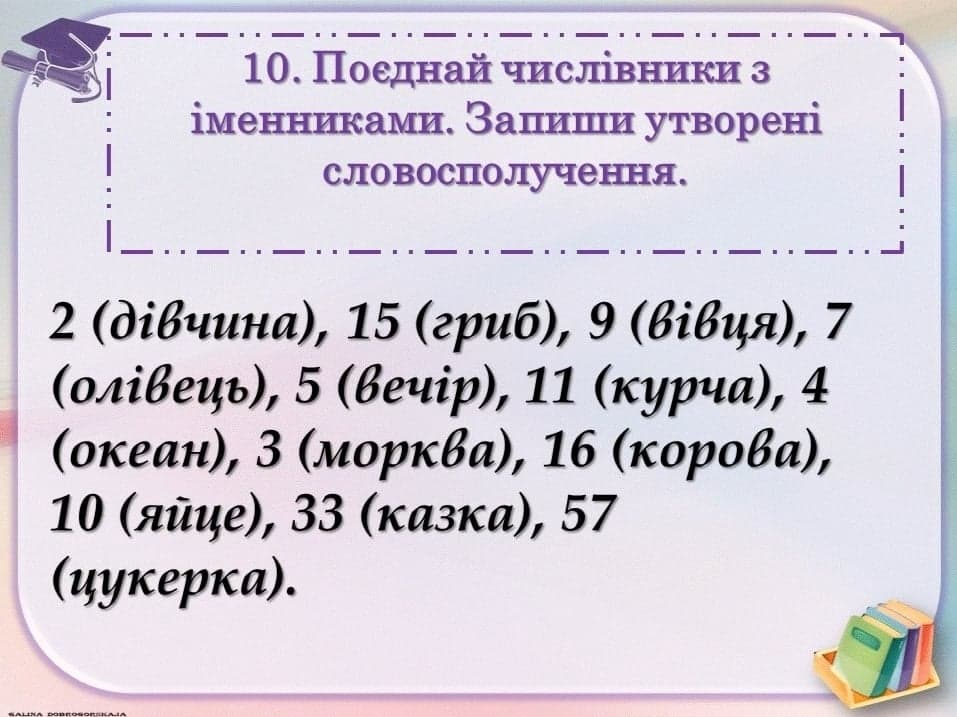 10. Поєднай числівники з
іменниками. Запиши утворені
словосполучення.
2 (дівчина), 15 (гриб), 9 (вівця), 7
(олівець), 5 (вечір), 11 (курча), 4
(океан), 3 (морква), 16 (корова),
10 (яйце), 33 (казка), 57
(цукерка).
GALINA DOBROGORSKAJA